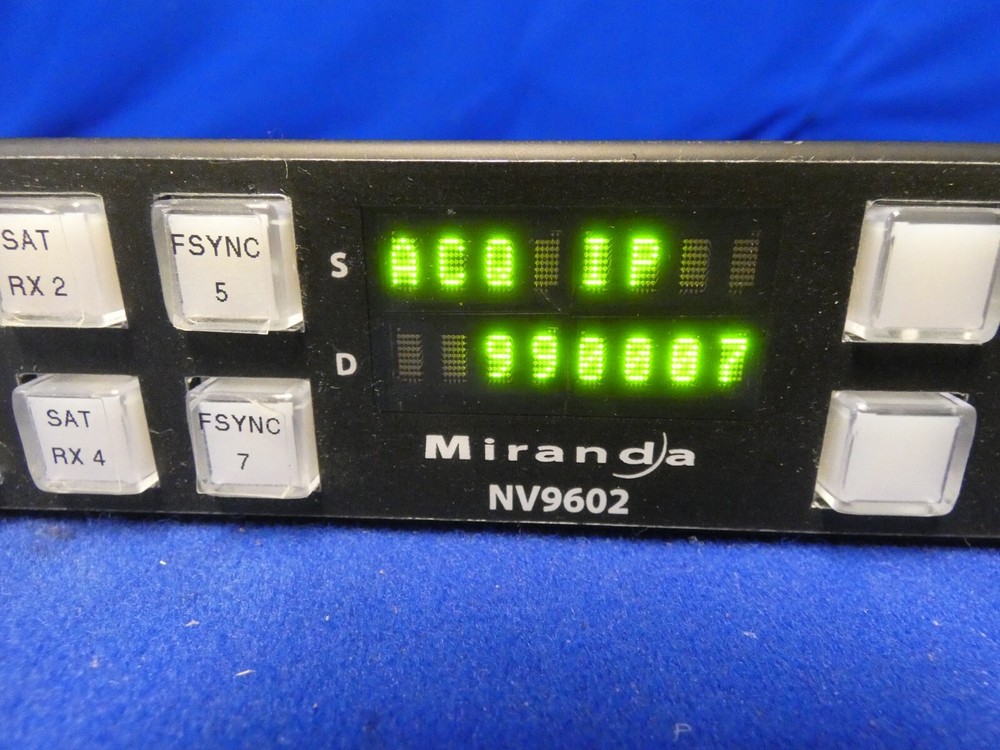 SAT
RX 2
FSYNC
5
S
ACQ IP
D
990007
SAT
RX 4
FSYNC
7
Miranda
NV9602
P